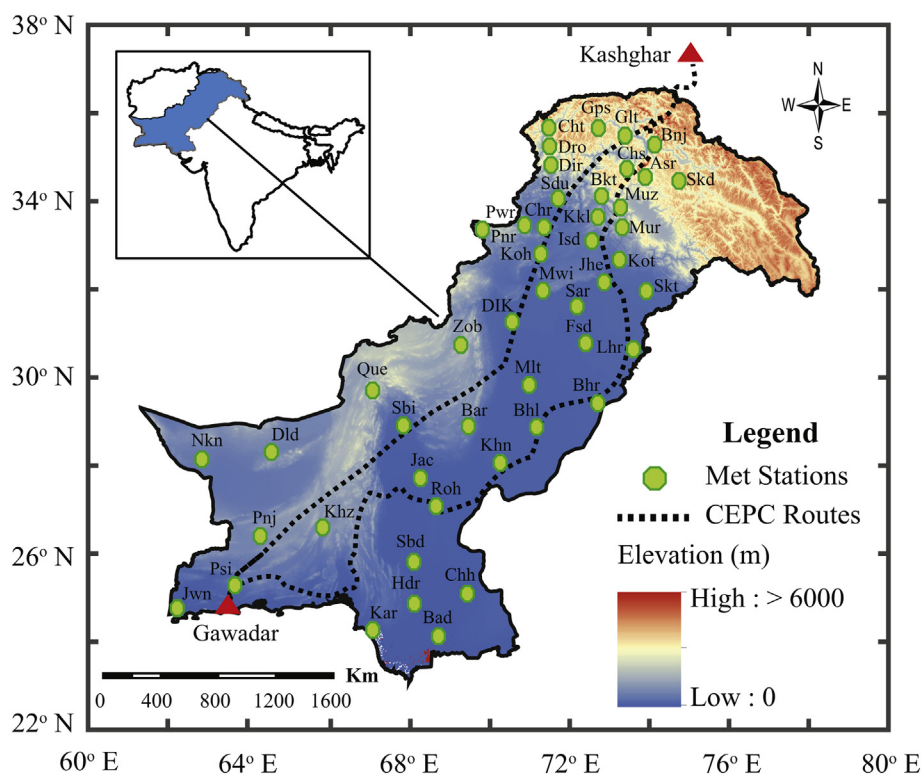 38° N
Kashghar
N
W E
S
Gps
Glt
Cht
Bnj
Dro
Chs
Asr
Dir
Bkt
Skd
Sdu
34° N
Muz
Pwr
Chr
Kkl
Mur
Pnr
Isd
Koh
Kot
Jhe
Mwi
Skt
Sar
DIK
Zob
Fsd
Lhr
30° N
Que
Mlt
Bhr
Sbi
Bar
Bhl
Legend
Nkn
Dld
Khn
Met Stations
Jac
Roh
CEPC Routes
Pnj
Khz
26° N
Sbd
Elevation (m)
Psi
Hdr
Chh
Jwn
High : > 6000
Kar
Bad
Gawadar
Km
0 400 800 1200 1600
Low : 0
22° N
60° E 64° E 68° E 72° E 76° E 80° E